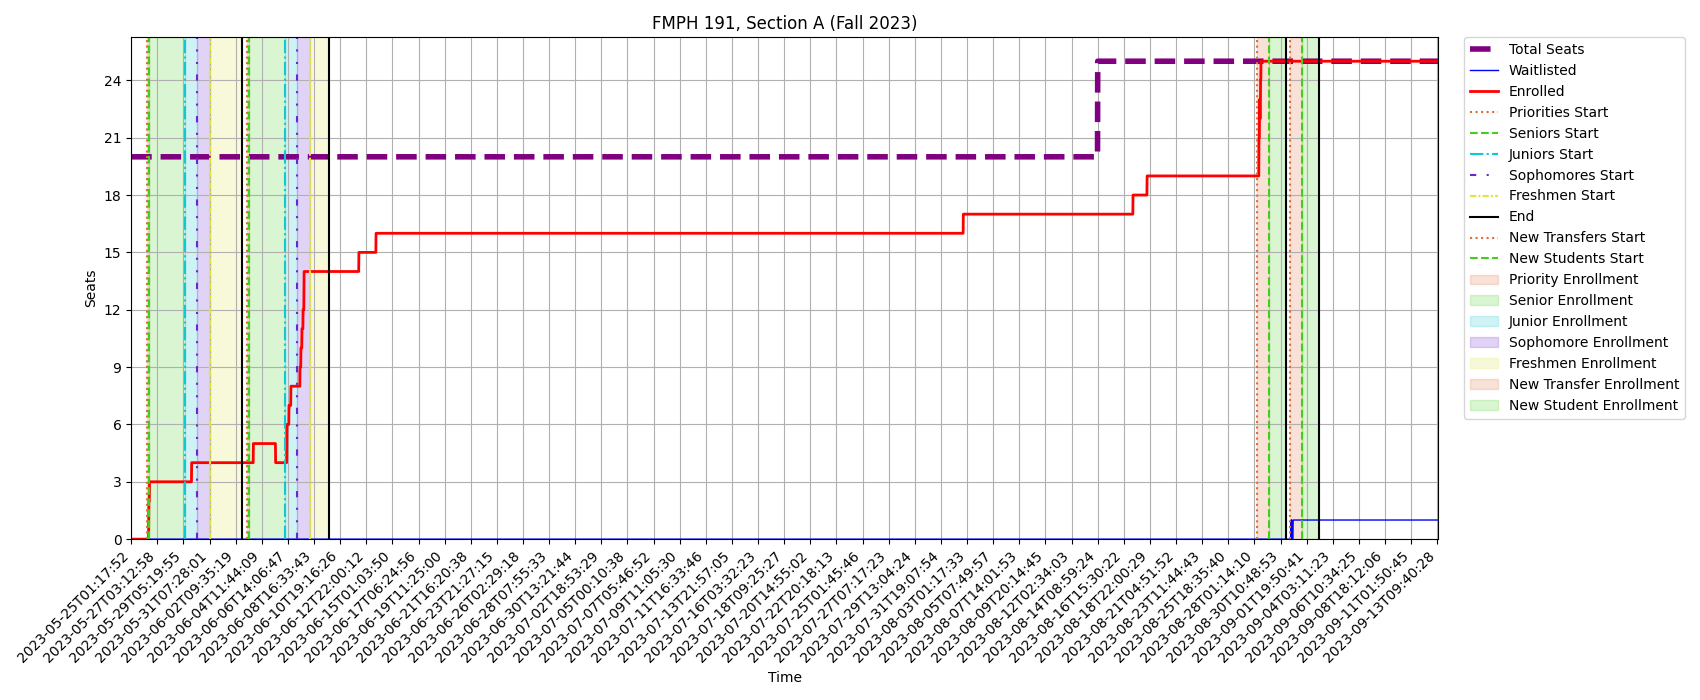 FMPH 191, Section A (Fall 2023)
Seats
24
21
18
15
12
9
6
3
0
2023-05-25T01:17:52
2023-05-27T03:12:58
2023-05-29T05:19:55
2023-05-31T07:28:01
2023-06-02T09:35:19
2023-06-04T11:44:09
2023-06-06T14:06:47
2023-06-08T16:33:43
2023-06-10T19:16:26
2023-06-12T22:00:12
2023-06-15T01:03:50
2023-06-17T06:24:56
2023-06-19T11:25:00
2023-06-21T16:20:38
2023-06-23T21:27:15
2023-06-26T02:29:18
2023-06-28T07:55:33
2023-06-30T13:21:44
2023-07-02T18:53:29
2023-07-05T00:10:38
2023-07-07T05:46:52
2023-07-09T11:05:30
2023-07-11T16:33:46
2023-07-13T21:57:05
2023-07-16T03:32:23
2023-07-18T09:25:27
2023-07-20T14:55:02
2023-07-22T20:18:13
2023-07-25T01:45:46
2023-07-27T07:17:23
2023-07-29T13:04:24
2023-07-31T19:07:54
2023-08-03T01:17:33
2023-08-05T07:49:57
2023-08-07T14:01:53
2023-08-09T20:14:45
2023-08-12T02:34:03
2023-08-14T08:59:24
2023-08-16T15:30:22
2023-08-18T22:00:29
2023-08-21T04:51:52
2023-08-23T11:44:43
2023-08-25T18:35:40
2023-08-28T01:14:10
2023-08-30T10:48:53
2023-09-01T19:50:41
2023-09-04T03:11:23
2023-09-06T10:34:25
2023-09-08T18:12:06
2023-09-11T01:50:45
2023-09-13T09:40:28
Time
Total Seats
Waitlisted
Enrolled
Priorities Start
Seniors Start
Juniors Start
Sophomores Start
Freshmen Start
End
New Transfers Start
New Students Start
Priority Enrollment
Senior Enrollment
Junior Enrollment
Sophomore Enrollment
Freshmen Enrollment
New Transfer Enrollment
New Student Enrollment